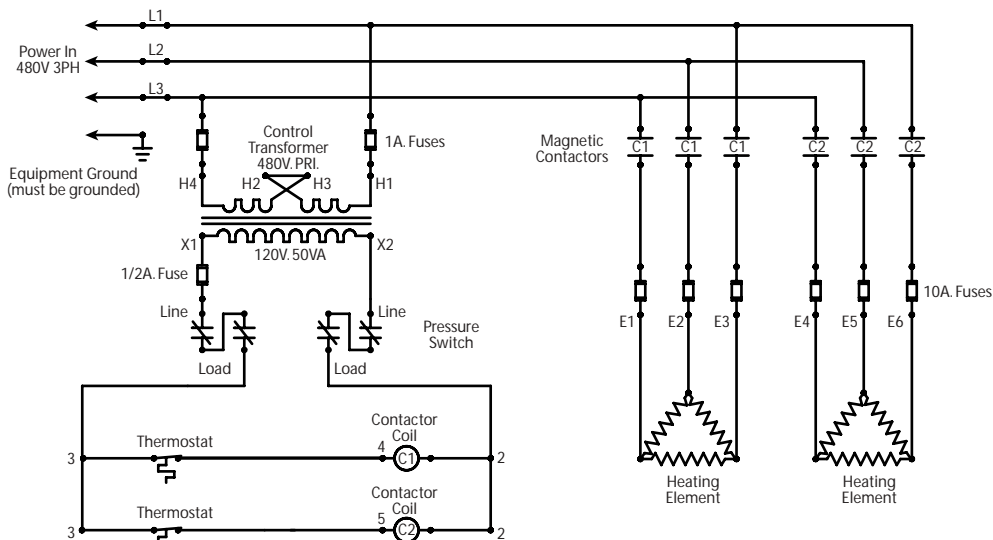 L1
Power In
480V 3PH
L2
L3
Equipment Ground
(must be grounded)
Control
Transformer
480V. PRI.
1A. Fuses
H4
H2
H3
H1
X1
X2
120V. 50VA
1/2A. Fuse
Line
Line
Pressure
Switch
Load
Load
Magnetic
Contactors
C1
C1
C1
C2
C2
C2
10A. Fuses
E1
E2
E3
E4
E5
E6
Heating
Element
Heating
Element
3
Thermostat
4
Contactor
Coil
C1
2
3
Thermostat
5
Contactor
Coil
C2
2